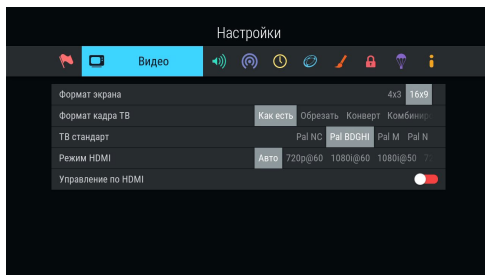 Настройки
Видео
Формат экрана 4x3 16x9
Формат кадра ТВ Как есть Обрезать Конверт
ТВ стандарт Pal NC Pal BDGHI Pal M Pal N
Режим HDMI Авто 720p@60 1080i@60 1080i@50
Управление по HDMI